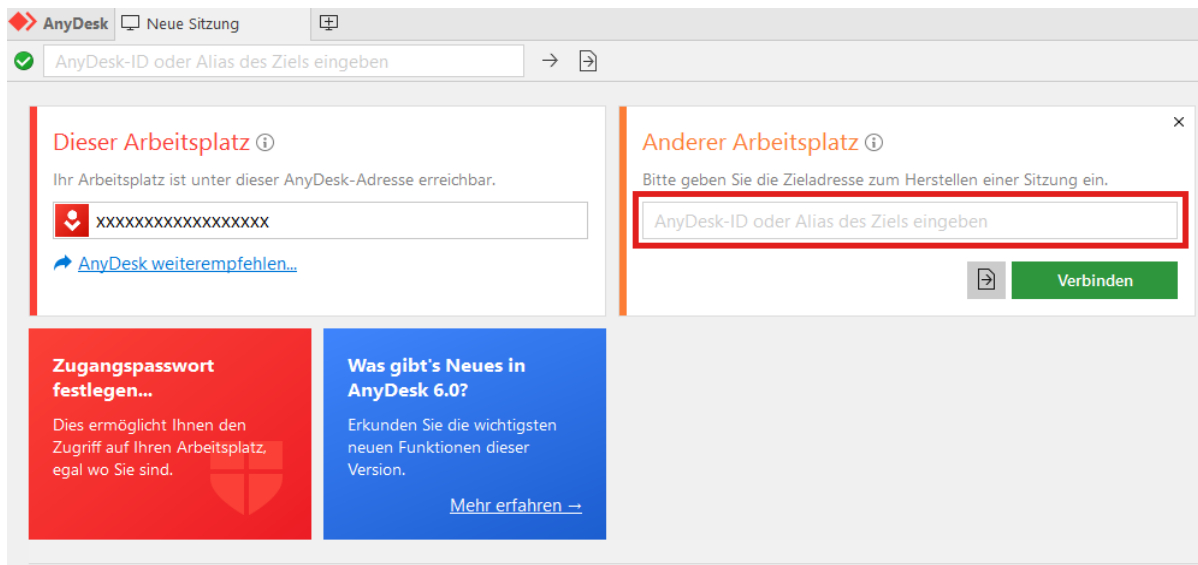 AnyDesk Neue Sitzung
AnyDesk-ID oder Alias des Ziels eingeben
Dieser Arbeitsplatz
Ihr Arbeitsplatz ist unter dieser AnyDesk-Adresse erreichbar.
xxxxxxxxxxxxxxxxxx
AnyDesk weiterempfehlen...
Anderer Arbeitsplatz
Bitte geben Sie die Zieladresse zum Herstellen einer Sitzung ein.
AnyDesk-ID oder Alias des Ziels eingeben
Verbinden
Zugangspasswort
festlegen...
Dies ermöglicht Ihnen den
Zugriff auf Ihren Arbeitsplatz,
egal wo Sie sind.
Was gibt's Neues in
AnyDesk 6.0?
Erkunden Sie die wichtigsten
neuen Funktionen dieser
Version.
Mehr erfahren →